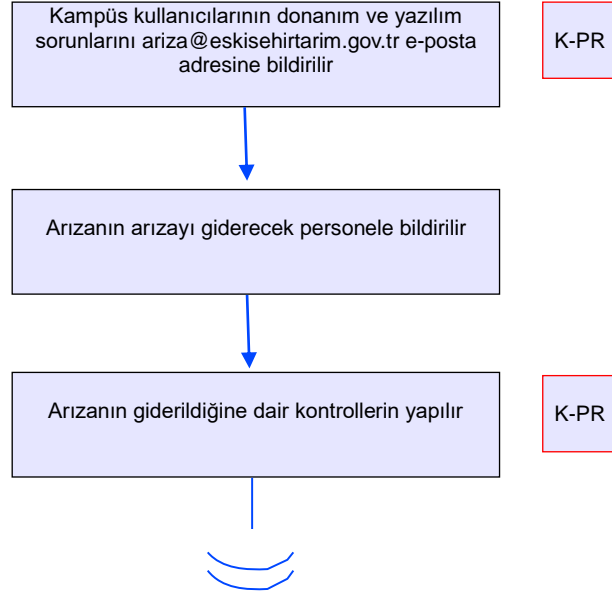 Kampüs kullanıcılarının donanım ve yazılım
sorunlarını ariza@eskisehirtarim.gov.tr e-posta
adresine bildirilir
K-PR
Arızanın arızayı giderecek personele bildirilir
Arızanın giderildiğine dair kontrollerin yapılır
K-PR